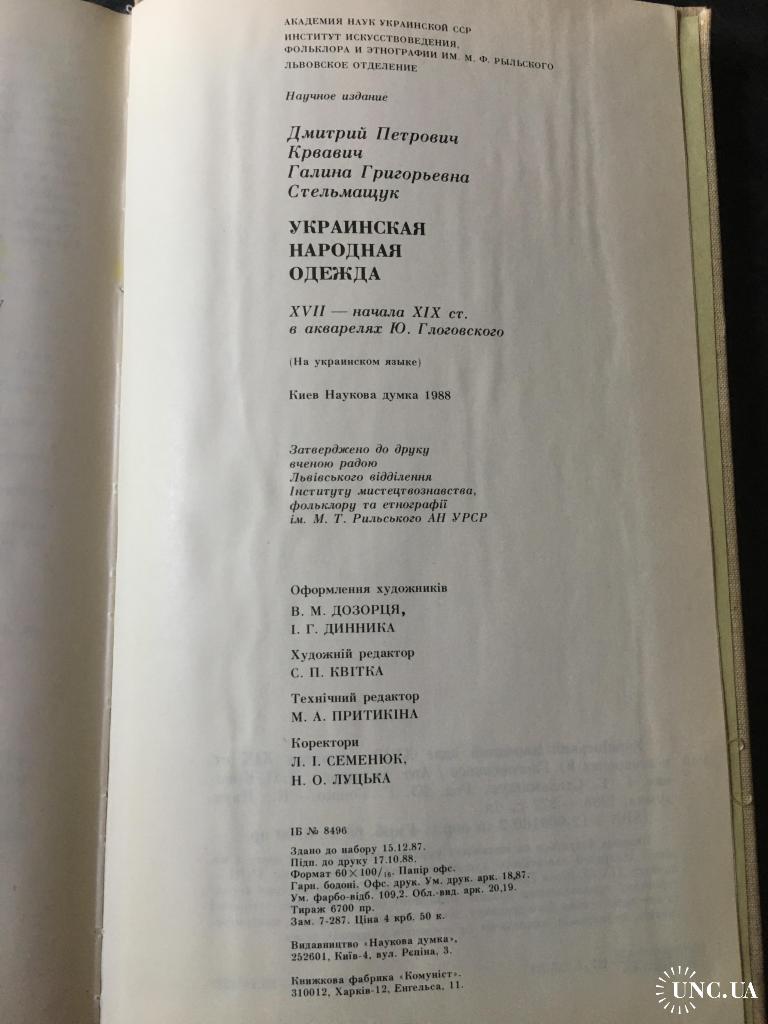 АКАДЕМИЯ НАУК УКРАИНСКОЙ ССР
ИНСТИТУТ ИСКУССТВОВЕДЕНИЯ,
ФОЛЬКЛОРА И ЭТНОГРАФИИ ИМ. М. Ф. РЫЛЬСКОГО
ЛЬВОВСКОЕ ОТДЕЛЕНИЕ
Научное издание
Дмитрий Петрович
Крвавич
Галина Григорьевна
Стельмащук
УКРАИНСКАЯ
НАРОДНАЯ
ОДЕЖДА
XVII — начала XIX ст.
в акварелях Ю. Глоговского
(На украинском языке)
Киев Наукова думка 1988
Затверджено до друку
вченою радою
Львівського відділення
Інституту мистецтвознавства,
фольклору та етнографії
ім. М. Т. Рильського АН УРСР
Оформлення художників
В. М. ДОЗОРЦЯ,
І. Г. ДИННИКА
Художній редактор
С. П. КВІТКА
Технічний редактор
М. А. ПРИТИКІНА
Коректори
Л. І. СЕМЕНЮК,
Н. О. ЛУЦЬКА
ІБ № 8496
Здано до набору 15.12.87.
Підп. до друку 17.10.88.
Формат 60×100/16. Папір офс.
Гарн. бодоні. Офс. друк. Ум. друк. арк. 18,87.
Ум. фарбо-відб. 109,2. Обл.-вид. арк. 20,19.
Тираж 6700 пр.
Зам. 7-287. Ціна 4 крб. 50 к.
Видавництво «Наукова думка»,
252601, Київ-4, вул. Рєпіна, 3.
Книжкова фабрика «Комуніст».
310012, Харків-12, Енгельса, 11.
UNC.UA